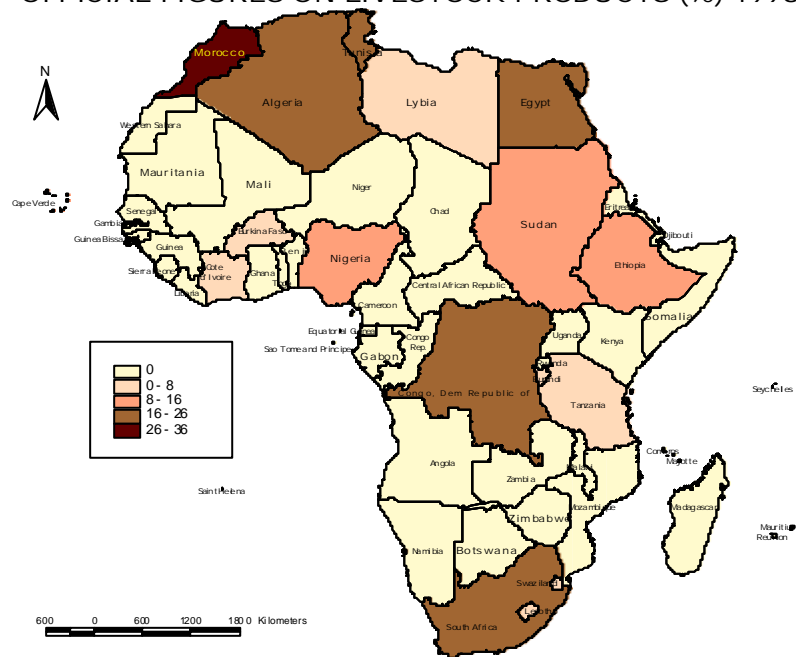 OFFICIAL FIGURES ON LIVESTOCK PRODUCTS (%) 1998
Morocco
Tunisia
N
Algeria
Lybia
Egypt
Western Sahara
Mauritania
Mali
Niger
Chad
Sudan
Eritrea
Cape Verde
Senegal
Gambia
Burkina Faso
Djibouti
Guinea Bissa
Guinea
Nigeria
Ethiopia
Sierra Leone
Cote
d'Ivoire
Ghana
Central African Republic
Liberia
Cameroon
Somalia
Equatorial Guinea
Uganda
Kenya
Sao Tome and Principe
Gabon
Congo
Rep.
Rwanda
Burundi
Congo, Dem Republic of
Tanzania
Seychelles
0
0 - 8
8 - 16
16 - 26
26 - 36
Angola
Zambia
Malawi
Comoros
Mayotte
Saint Helena
Mozambique
Madagascar
Zimbabwe
Namibia
Botswana
Mauritiu
Reunion
Swaziland
Lesotho
South Africa
600 0 600 1200 1800 Kilometers